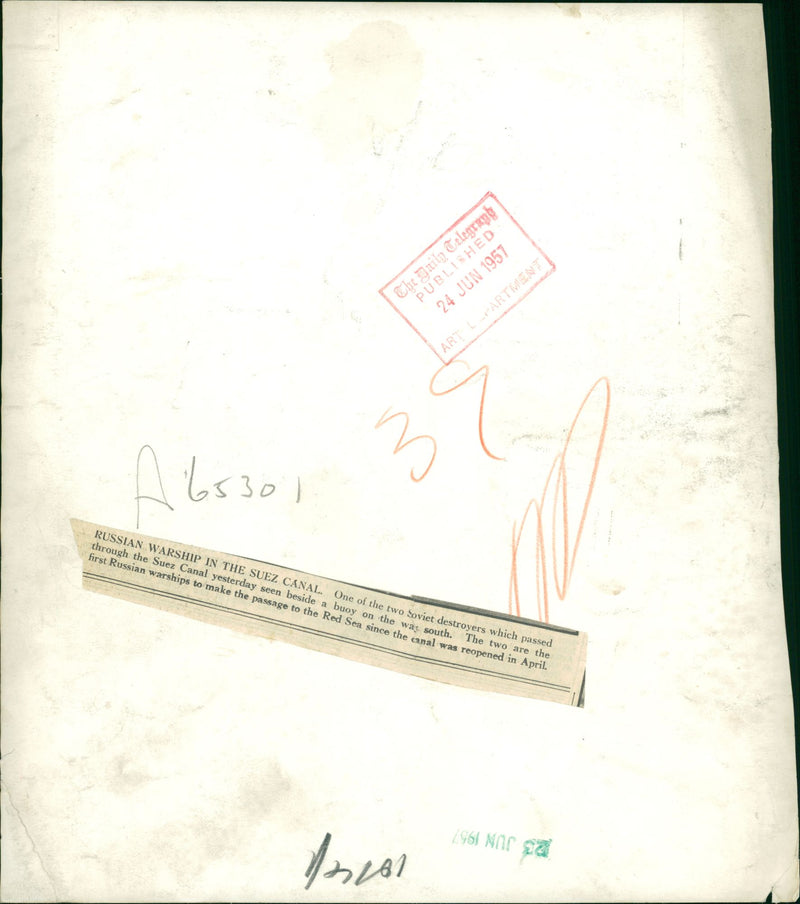 The Daily Telegraph
PUBLISHED
24 JUN 1957
ART DEPARTMENT
39
A65301
RUSSIAN WARSHIP IN THE SUEZ CANAL. One of the two Soviet destroyers which passed
through the Suez Canal yesterday seen beside a buoy on the way south. The two are the
first Russian warships to make the passage to the Red Sea since the canal was reopened in April.
23 JUN 1957